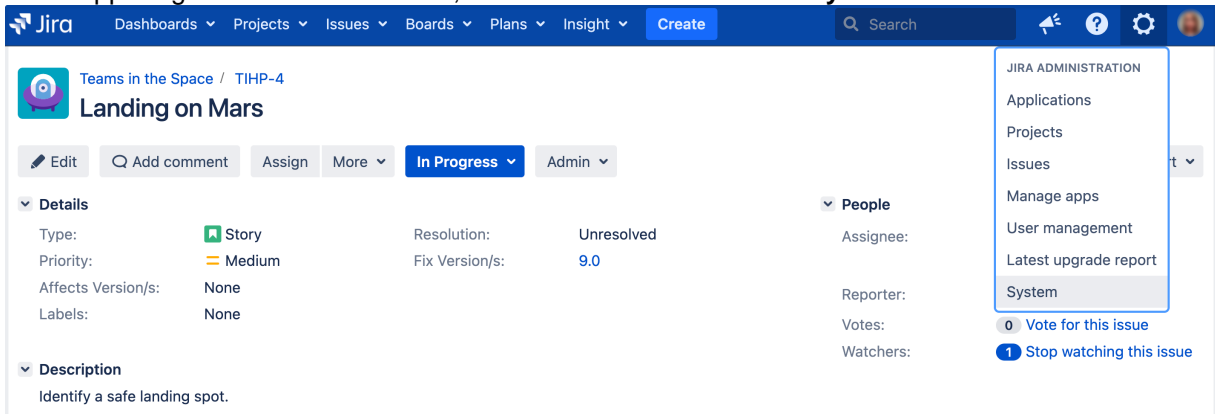 Jira Dashboards Projects Issues Boards Plans Insight Create Search
JIRA ADMINISTRATION
Applications
Projects
Issues
Manage apps
User management
Latest upgrade report
System
Teams in the Space / TIHP-4
Landing on Mars
Edit Add comment Assign More In Progress Admin
Details
Type: Story Resolution: Unresolved
Priority: Medium Fix Version/s: 9.0
Affects Version/s: None
Labels: None
People
Assignee:
Reporter:
Votes: 0 Vote for this issue
Watchers: 1 Stop watching this issue
Description
Identify a safe landing spot.